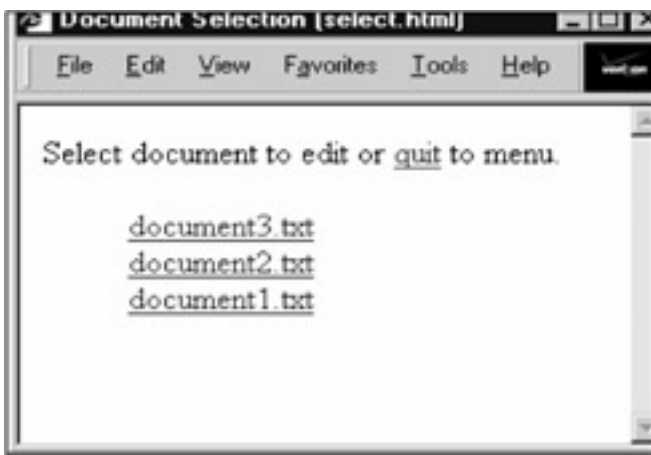 Document Selection [select.html]
File Edit View Favorites Tools Help
Select document to edit or quit to menu.
document3.txt
document2.txt
document1.txt